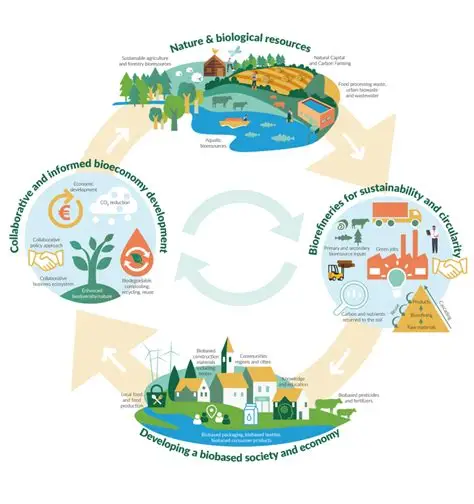 Nature & biological resources
Sustainable agriculture
and forestry bioresources
Natural Capital
and Carbon Farming
Food processing waste,
urban biowaste
and wastewater
Aquatic
bioresources
Biorefineries for sustainability and circularity
Primary and secondary
bioresource inputs
Green jobs
Carbon and nutrients
returned to the soil
Products
Biorefining
Raw materials
Cascading
Developing a biobased society and economy
Biobased
construction
materials
including
timber
Communities,
regions and cities
Knowledge
and education
Local food
and feed
production
Biobased pesticides
and fertilizers
Biobased packaging, biobased textiles,
biobased consumer products
Collaborative and informed bioeconomy development
Economic
development
€
CO₂ reduction
Collaborative
policy approach
Collaborative
business ecosystem
Enhanced
biodiversity/nature
Biodegradable,
composting,
recycling, reuse